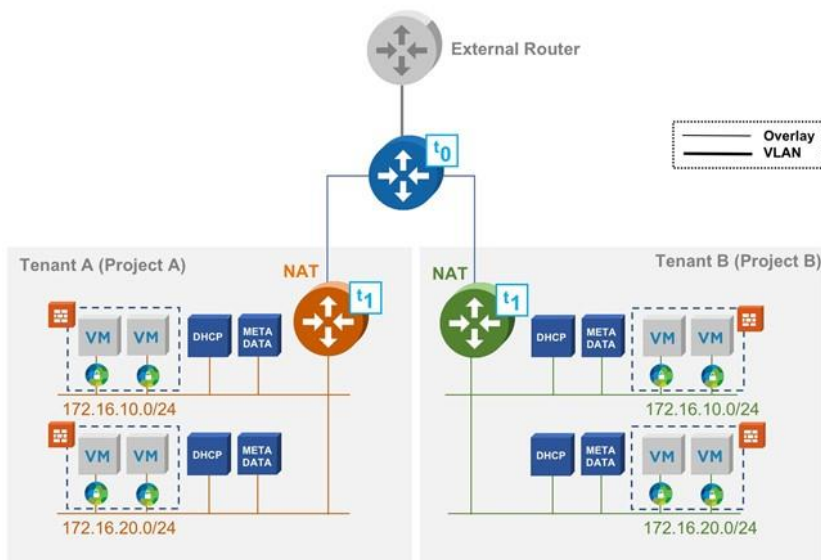 External Router
t0
Overlay
VLAN
Tenant A (Project A)
NAT
t1
VM
VM
DHCP
META
DATA
172.16.10.0/24
VM
VM
DHCP
META
DATA
172.16.20.0/24
Tenant B (Project B)
NAT
t1
DHCP
META
DATA
VM
VM
172.16.10.0/24
DHCP
META
DATA
VM
VM
172.16.20.0/24